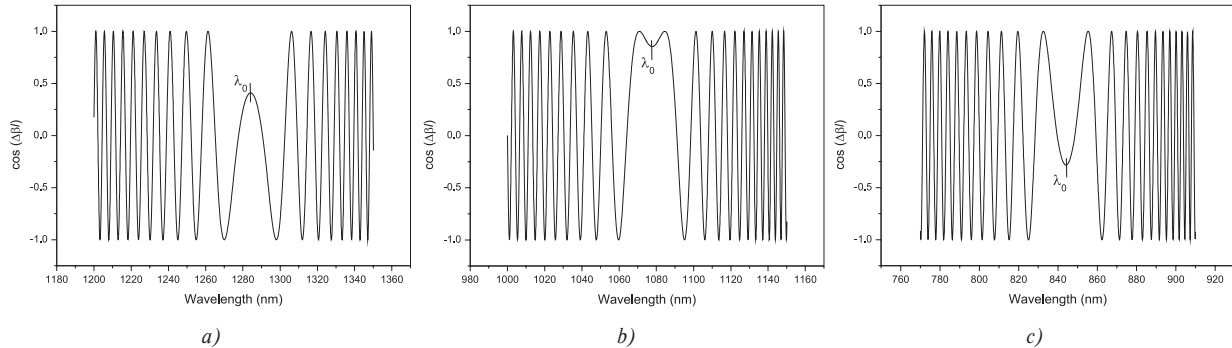 1.0
0.5
0.0
-0.5
-1.0
cos (Δβl)
λ0
1180 1200 1220 1240 1260 1280 1300 1320 1340 1360
Wavelength (nm)
a)
1.0
0.5
0.0
-0.5
-1.0
cos (Δβl)
λ0
980 1000 1020 1040 1060 1080 1100 1120 1140 1160
Wavelength (nm)
b)
1.0
0.5
0.0
-0.5
-1.0
cos (Δβl)
λ0
760 780 800 820 840 860 880 900 920
Wavelength (nm)
c)